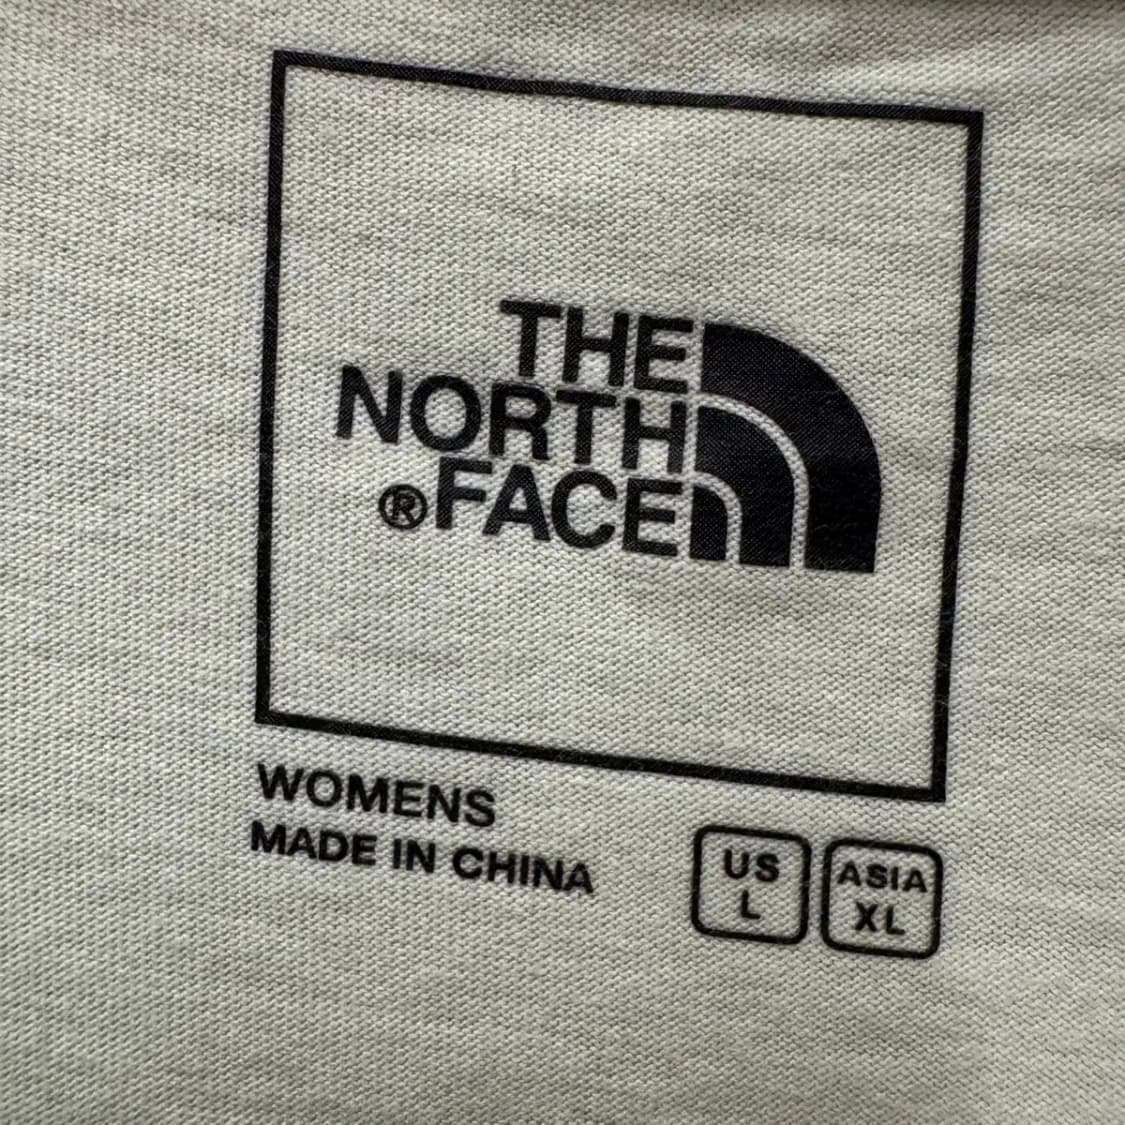 THE
NORTH
®FACE
WOMENS
MADE IN CHINA
US
L
ASIA
XL